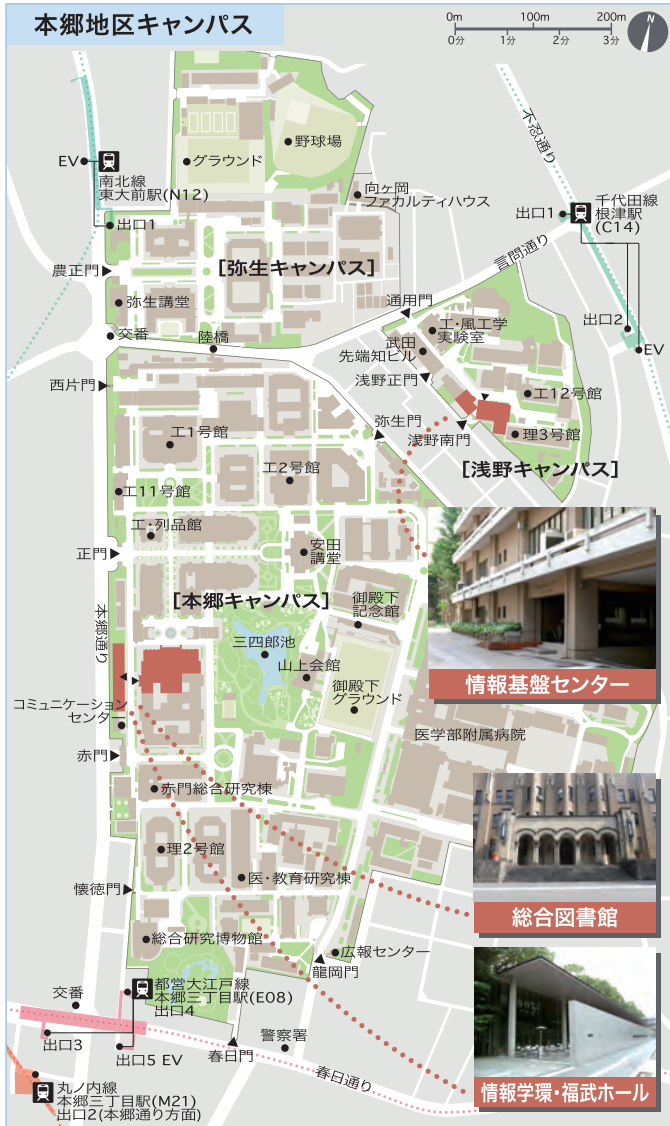 本郷地区キャンパス
0m 100m 200m
0分 1分 2分 3分
N
EV
南北線
東大前駅(N12)
出口1
グラウンド
野球場
向ヶ岡
ファカルティハウス
不忍通り
出口1
千代田線
根津駅
(C14)
言問通り
農正門
[弥生キャンパス]
弥生講堂
通用門
工・風工学
実験室
出口2
EV
交番
陸橋
武田
先端知ビル
浅野正門
西片門
工12号館
弥生門
浅野南門
理3号館
工1号館
[浅野キャンパス]
工2号館
工11号館
工・列品館
正門
安田
講堂
本郷通り
[本郷キャンパス]
御殿下
記念館
三四郎池
山上会館
情報基盤センター
御殿下
グラウンド
コミュニケーション
センター
医学部附属病院
赤門
赤門総合研究棟
理2号館
医・教育研究棟
懐徳門
総合図書館
総合研究博物館
広報センター
龍岡門
交番
都営大江戸線
本郷三丁目駅(E08)
出口4
出口3
出口5 EV
春日門
警察署
春日通り
丸ノ内線
本郷三丁目駅(M21)
出口2(本郷通り方面)
情報学環・福武ホール